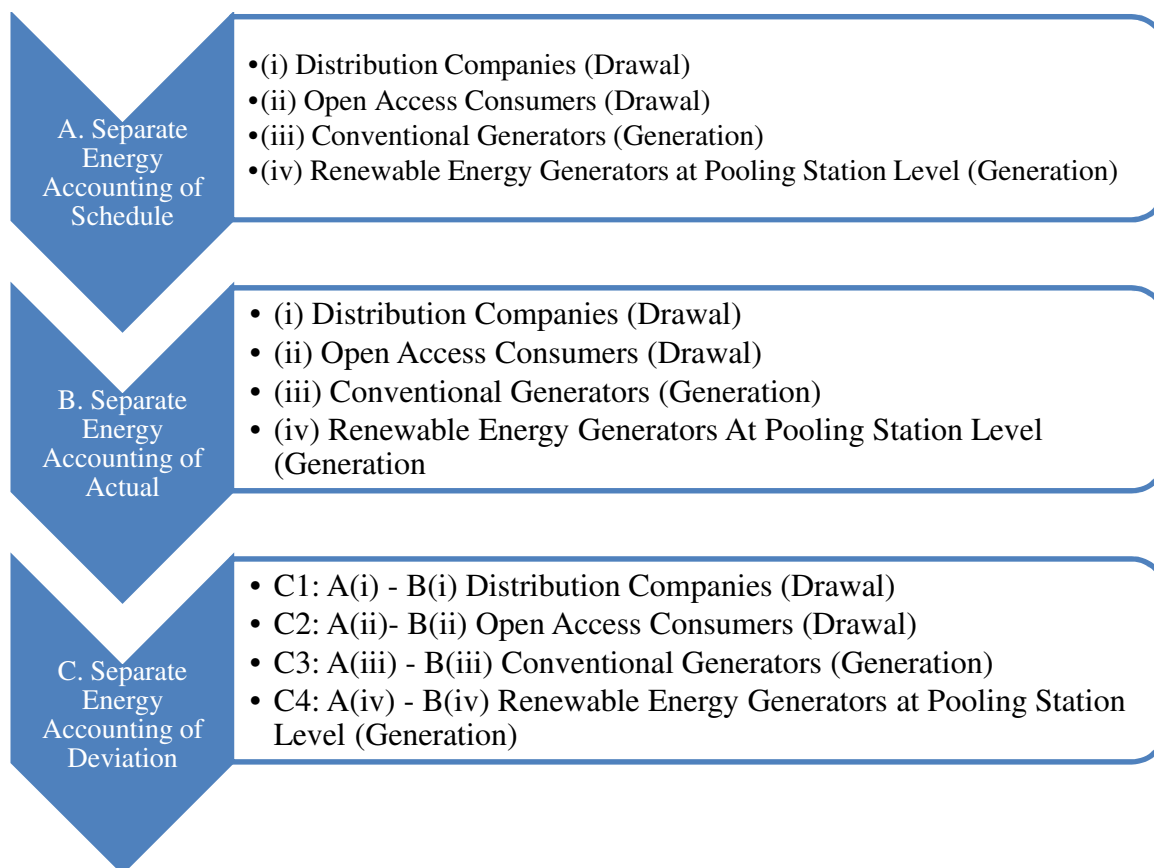 A. Separate
Energy
Accounting of
Schedule
•(i) Distribution Companies (Drawal)
•(ii) Open Access Consumers (Drawal)
•(iii) Conventional Generators (Generation)
•(iv) Renewable Energy Generators at Pooling Station Level (Generation)
B. Separate
Energy
Accounting of
Actual
• (i) Distribution Companies (Drawal)
• (ii) Open Access Consumers (Drawal)
• (iii) Conventional Generators (Generation)
• (iv) Renewable Energy Generators At Pooling Station Level
(Generation
C. Separate
Energy
Accounting of
Deviation
• C1: A(i) - B(i) Distribution Companies (Drawal)
• C2: A(ii)- B(ii) Open Access Consumers (Drawal)
• C3: A(iii) - B(iii) Conventional Generators (Generation)
• C4: A(iv) - B(iv) Renewable Energy Generators at Pooling Station
Level (Generation)